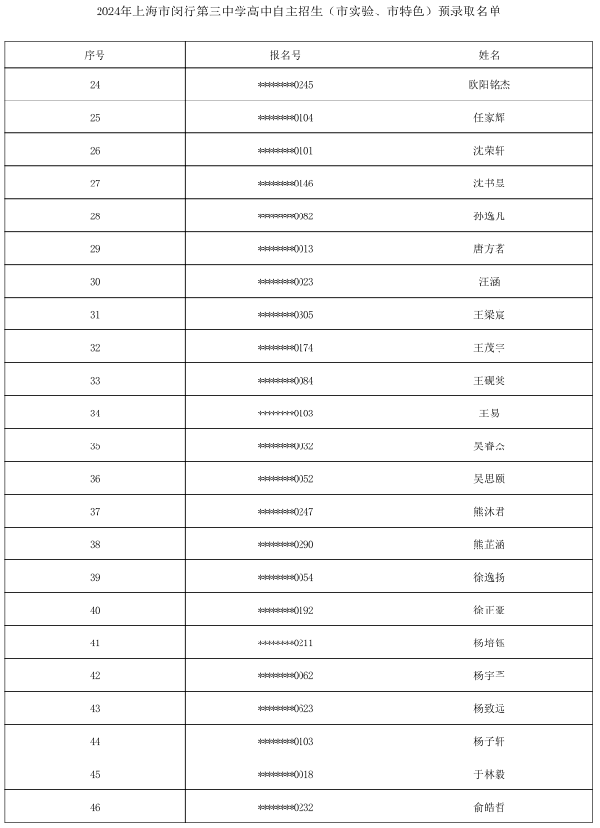 2024年上海市闵行第三中学高中自主招生（市实验、市特色）预录取名单
序号 报名号 姓名
24 ********0245 欧阳铭杰
25 ********0104 任家辉
26 ********0101 沈荣轩
27 ********0146 沈书昱
28 ********0082 孙逸凡
29 ********0013 唐方茗
30 ********0023 汪涵
31 ********0305 王梁宸
32 ********0174 王茂宇
33 ********0084 王砚
34 ********0103 王易
35 ********0032 吴睿
36 ********0052 吴思颐
37 ********0247 熊沐君
38 ********0290 熊芷涵
39 ********0054 徐逸扬
40 ********0192 徐正
41 ********0211 杨培钰
42 ********0062 杨宇
43 ********0623 杨致远
44 ********0103 杨子轩
45 ********0018 于林毅
46 ********0232 俞皓哲